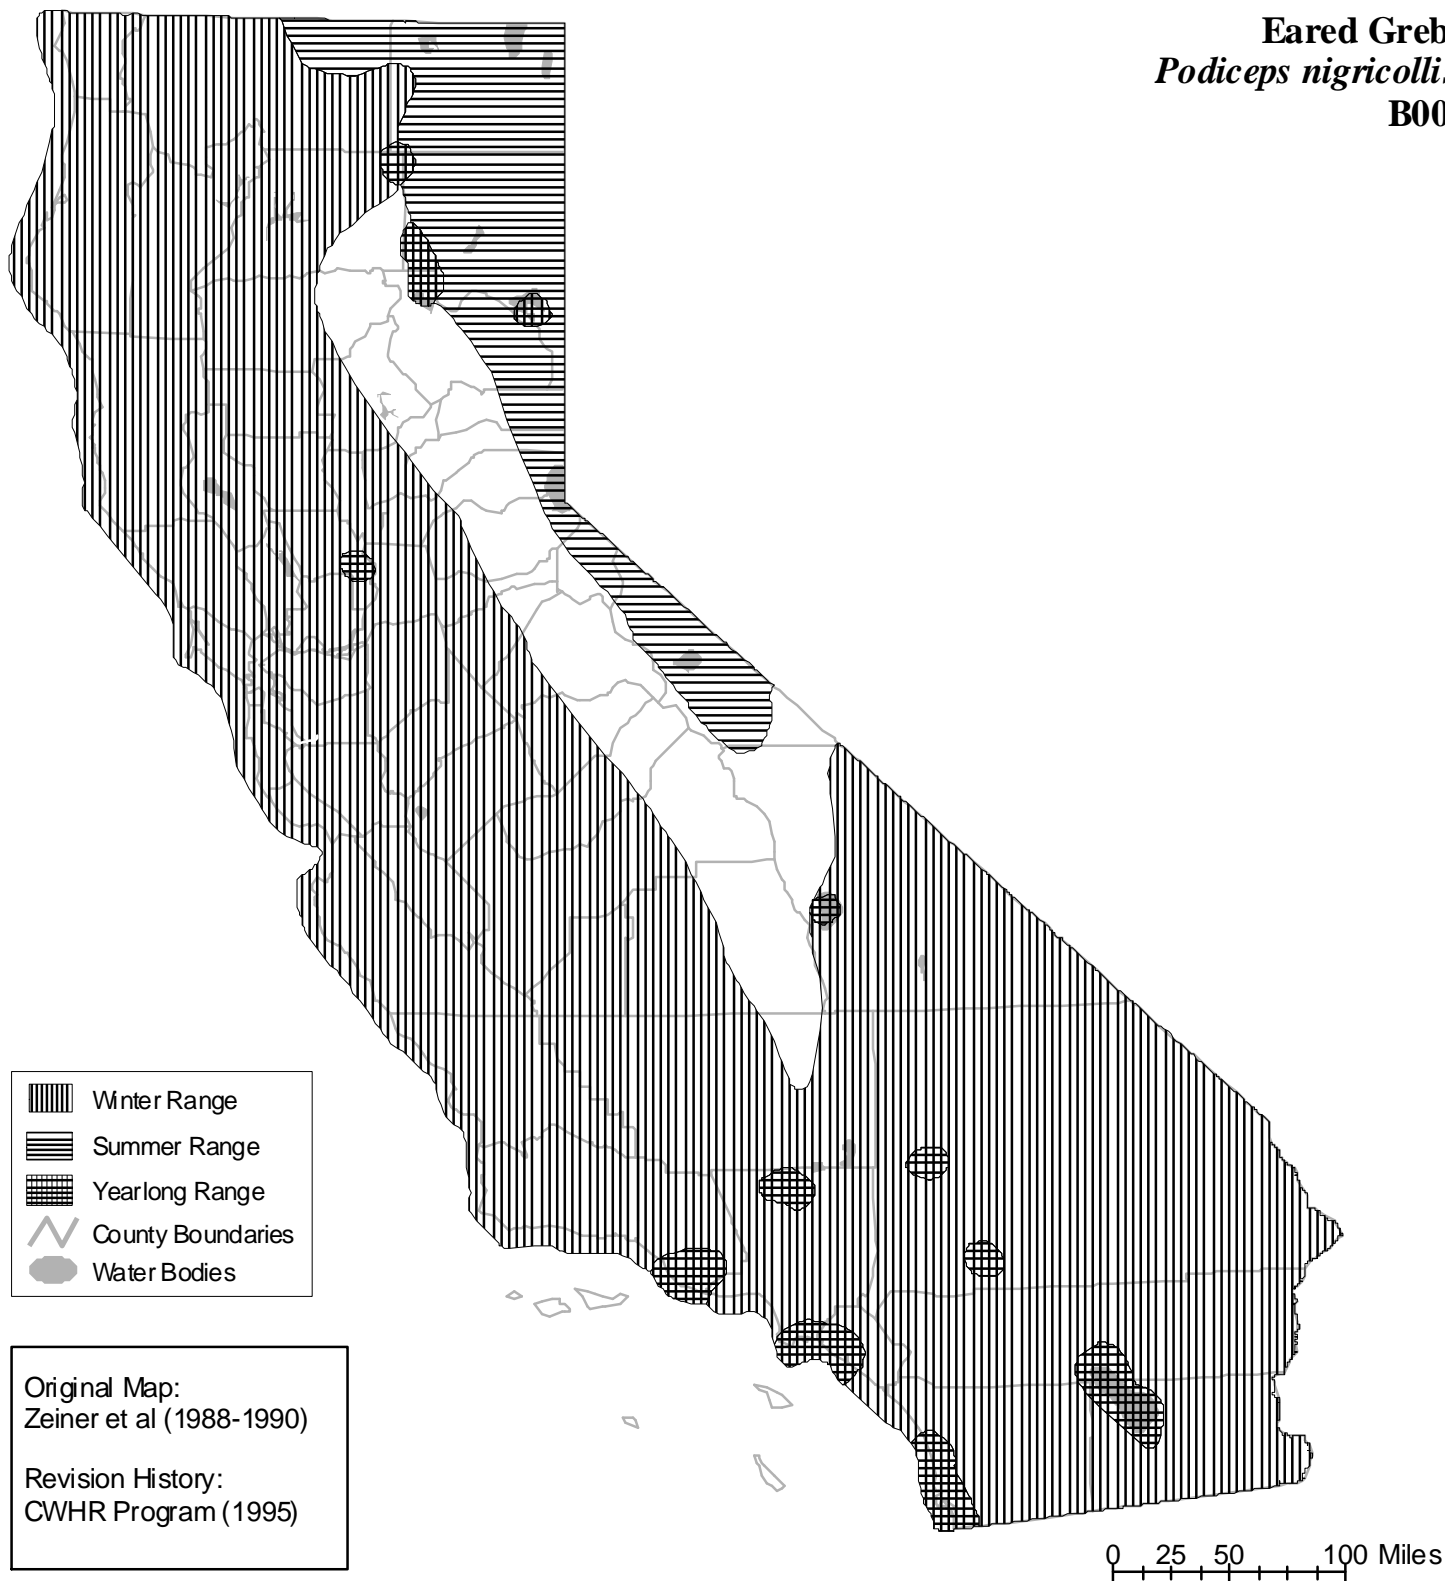 Eared Greb
Podiceps nigricollis
B00
Winter Range
Summer Range
Yearlong Range
County Boundaries
Water Bodies
Original Map:
Zeiner et al (1988-1990)
Revision History:
CWHR Program (1995)
0 25 50 100 Miles